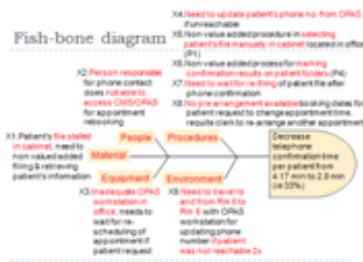 Fish-bone diagram
X4.Need to update patient's phone no. from OPAS
if unreachable
X5.Non value added procedure in selecting
patient's file manually in cabinet located in office
(P1)
X6.Non value added process for marking
confirmation results on patient folders (P4)
X7.Need to wait for re-filing of patient file after
phone confirmation
X8.No pre arrangement available booking dates for
patient request to change appointment time,
require clerk to re-arrange another appointment
X2.Person responsible
for phone contact
does not able to
access CMS/OPAS
for appointment
rebooking
X1.Patient's file stated
in cabinet, need to
non value added
filing & retrieving
patient's information
People
Procedures
Material
Equipment
Environment
Decrease
telephone
confirmation time
per patient from
4.17 min to 2.8 min
(ie 33%)
X3.Inadequate OPAS
workstation in
office, needs to
wait for re-
scheduling of
appointment if
patient request
X9.Need to travel to
and from Rm 6 to
Rm 5 with OPAS
workstation for
updating phone
number if patient
was not reachable 2x